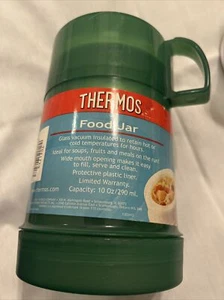 THERMOS
Food Jar
Glass vacuum insulated to retain hot or
cold temperatures for hours.
Ideal for soups, fruits and meals on the run!
Wide mouth opening makes it easy
to fill, serve and clean.
Protective plastic liner.
Limited Warranty.
Capacity: 10 Oz/290 mL